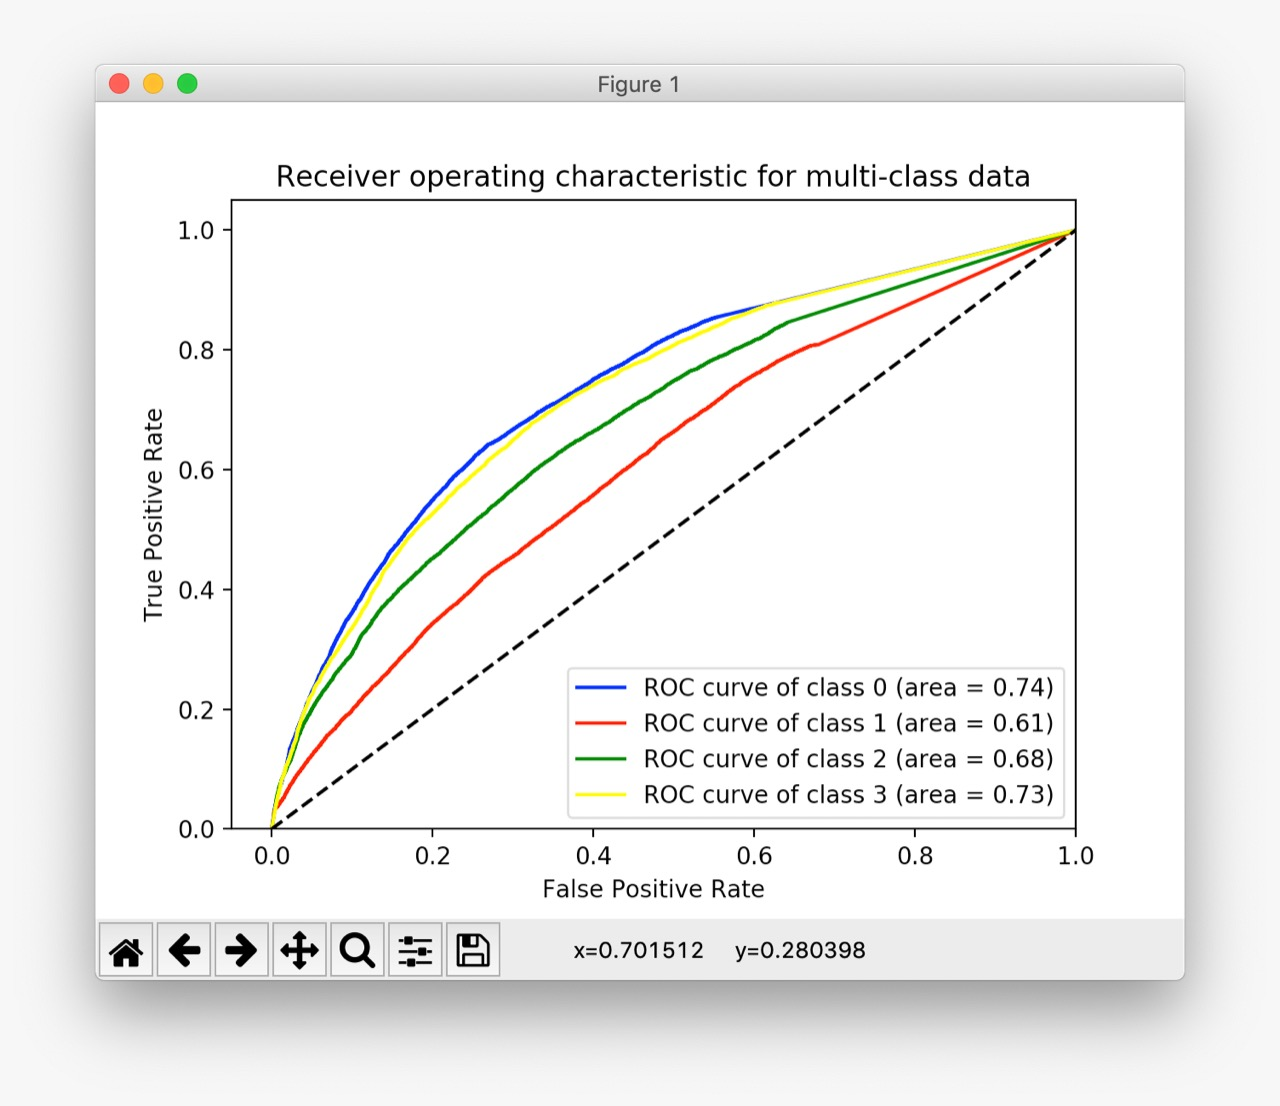 Figure 1
Receiver operating characteristic for multi-class data
1.0
0.8
0.6
0.4
0.2
0.0
True Positive Rate
ROC curve of class 0 (area = 0.74)
ROC curve of class 1 (area = 0.61)
ROC curve of class 2 (area = 0.68)
ROC curve of class 3 (area = 0.73)
0.0 0.2 0.4 0.6 0.8 1.0
False Positive Rate
x=0.701512 y=0.280398